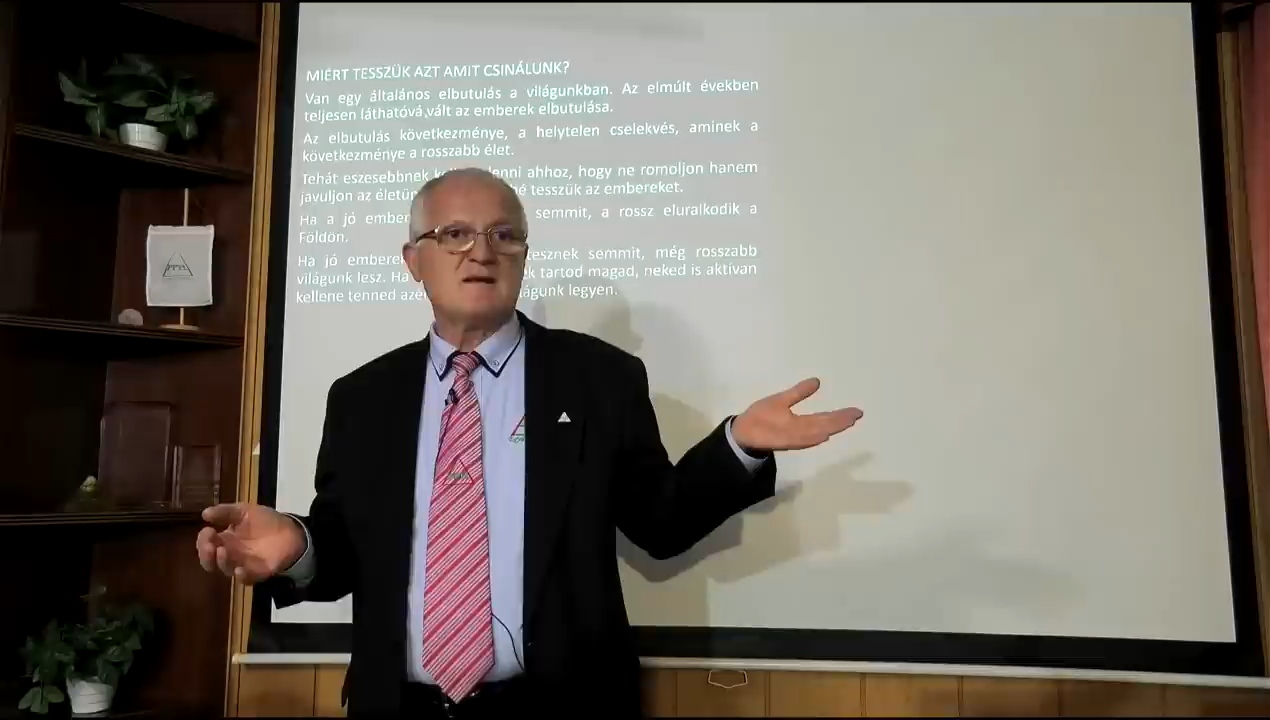 MIÉRT TESSZÜK AZT AMIT CSINÁLUNK?
Van egy általános elbutulás a világunkban. Az elmúlt években
teljesen láthatóvá,vált az emberek elbutulása.
Az elbutulás következménye, a helytelen cselekvés, aminek a
következménye a rosszabb élet.
Tehát eszesebbnek ahhoz, hogy ne romoljon hanem
javuljon az tesszük az embereket.
Ha a jó semmit, a rossz eluralkodik a
Földön.
Ha jó tesznek semmit, még rosszabb
világunk lesz. Ha tartod magad, neked is aktívan
kellene tenned legyen.